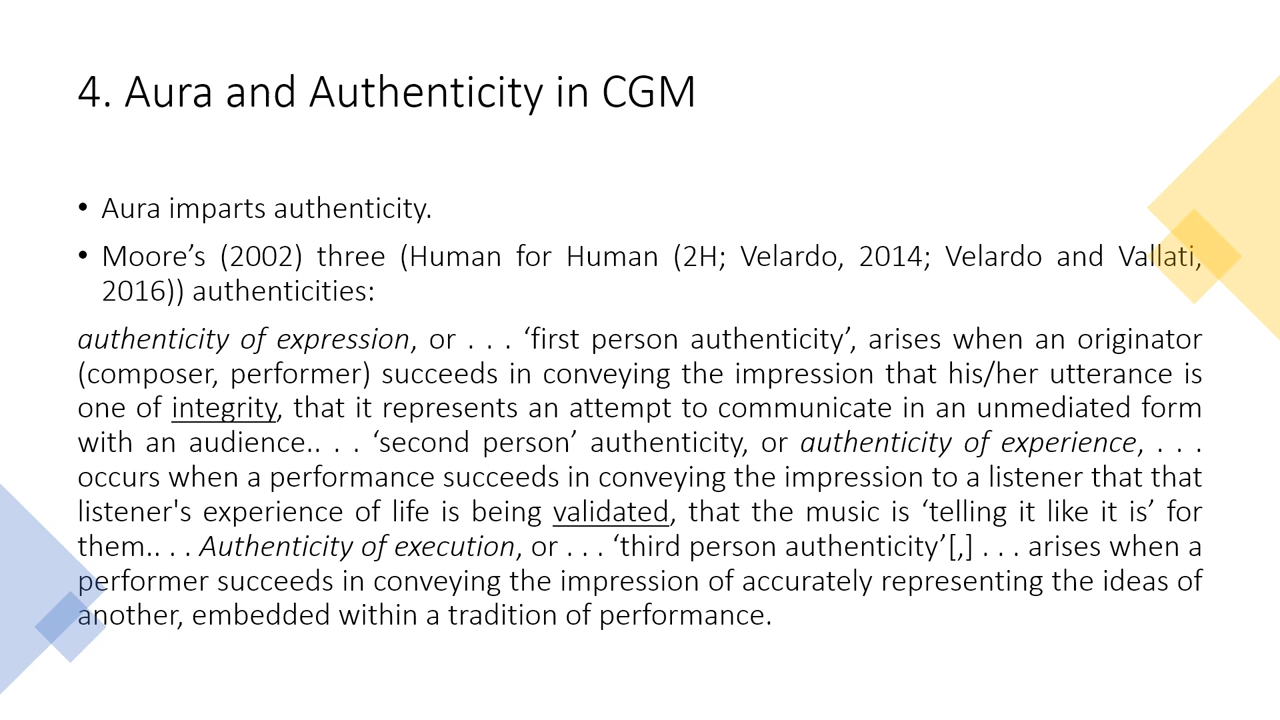 4. Aura and Authenticity in CGM
• Aura imparts authenticity.
• Moore’s (2002) three (Human for Human (2H; Velardo, 2014; Velardo and Vallati,
2016)) authenticities:
authenticity of expression, or . . . ‘first person authenticity’, arises when an originator
(composer, performer) succeeds in conveying the impression that his/her utterance is
one of integrity, that it represents an attempt to communicate in an unmediated form
with an audience.. . . ‘second person’ authenticity, or authenticity of experience, . . .
occurs when a performance succeeds in conveying the impression to a listener that that
listener's experience of life is being validated, that the music is ‘telling it like it is’ for
them.. . . Authenticity of execution, or . . . ‘third person authenticity’[,] . . . arises when a
performer succeeds in conveying the impression of accurately representing the ideas of
another, embedded within a tradition of performance.